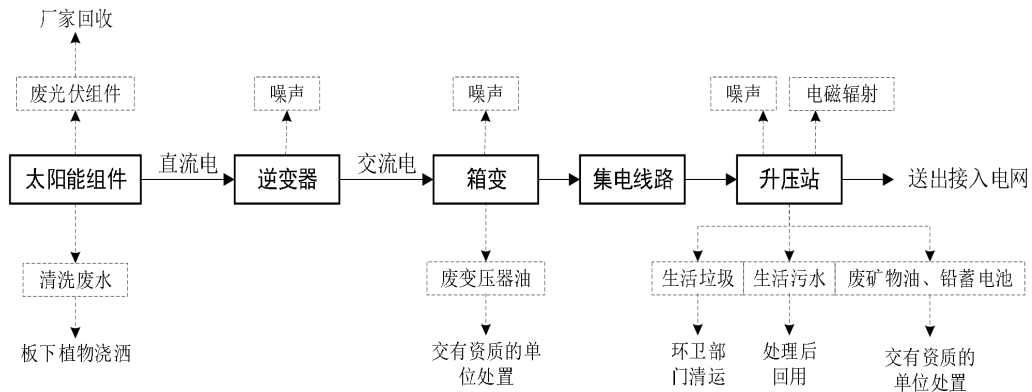 厂家回收
废光伏组件
噪声
噪声
噪声
电磁辐射
太阳能组件
直流电
逆变器
交流电
箱变
集电线路
升压站
送出接入电网
清洗废水
废变压器油
生活垃圾
生活污水
废矿物油、铅蓄电池
板下植物浇洒
交有资质的单
位处置
环卫部
门清运
处理后
回用
交有资质的
单位处置